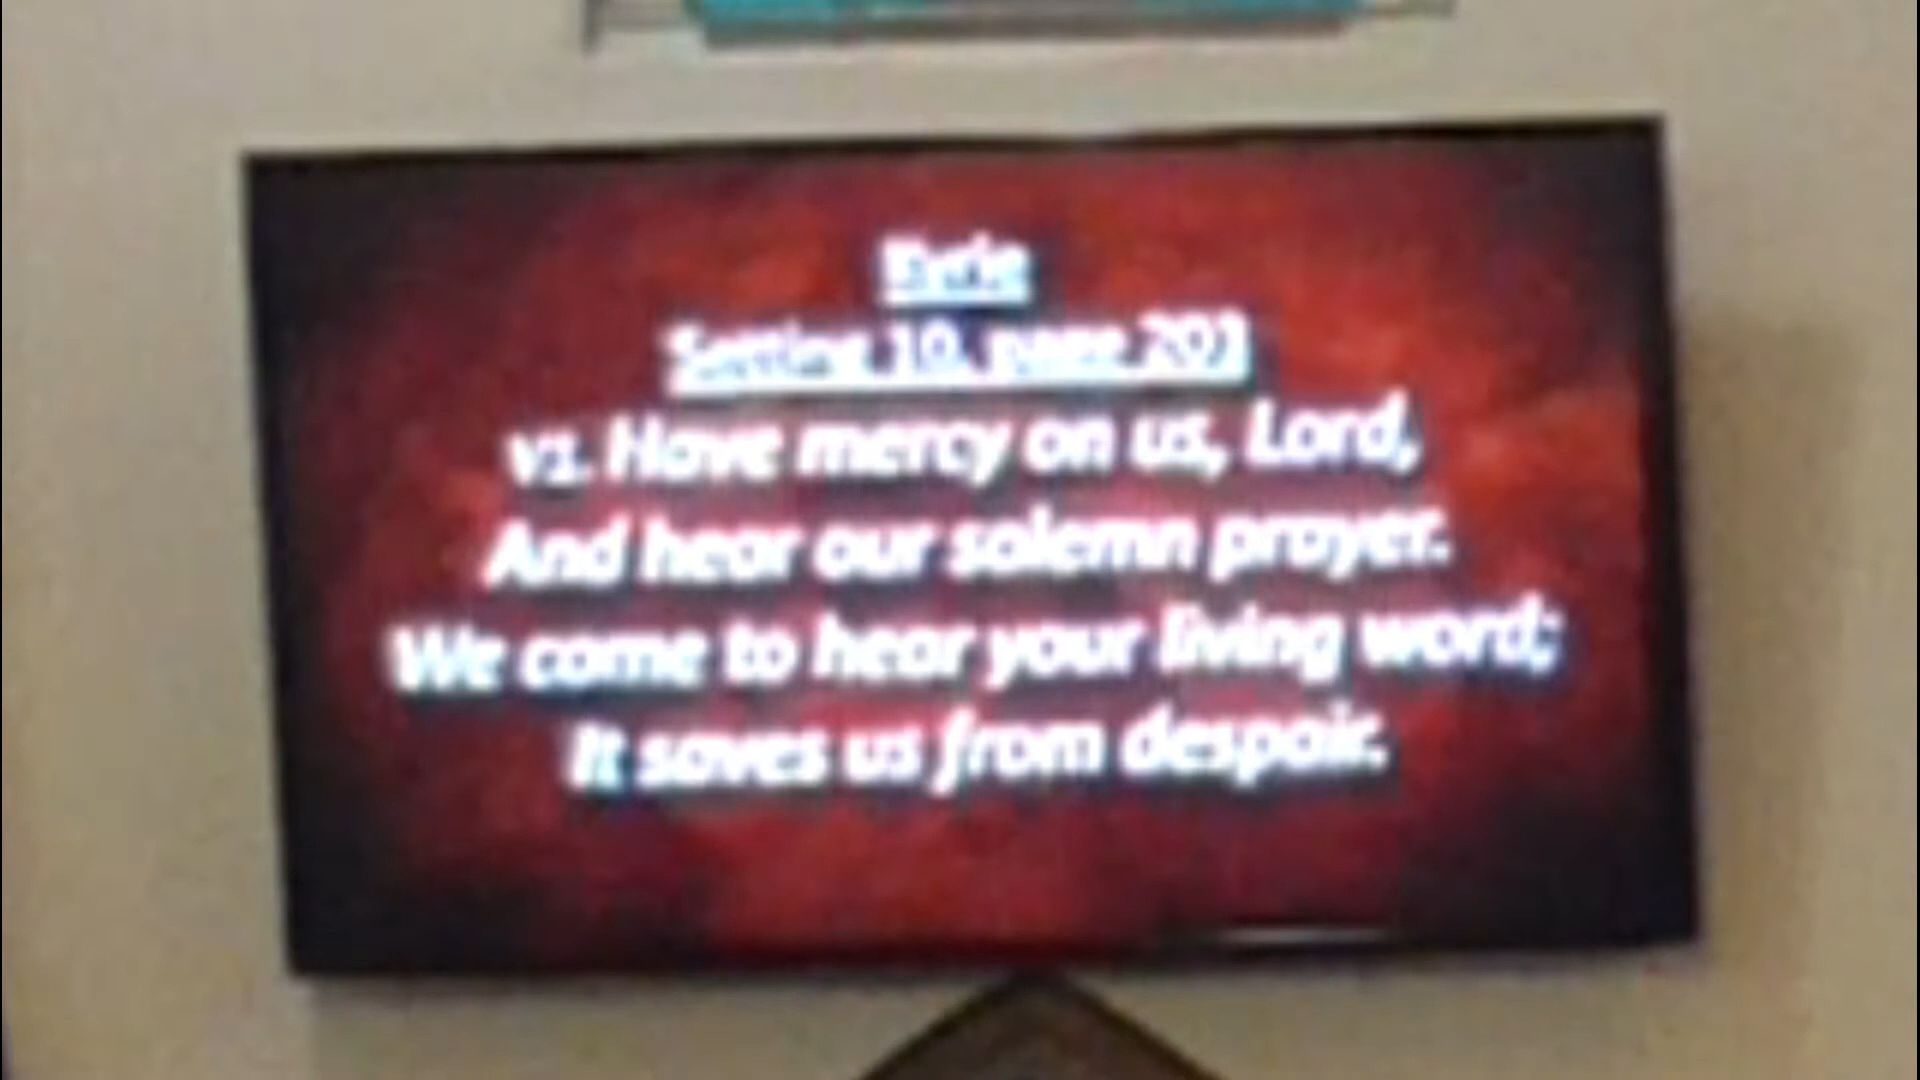 Kyrie
Setting 10, page 203
v1. Have mercy on us, Lord,
And hear our solemn prayer.
We come to hear your living word;
It saves us from despair.